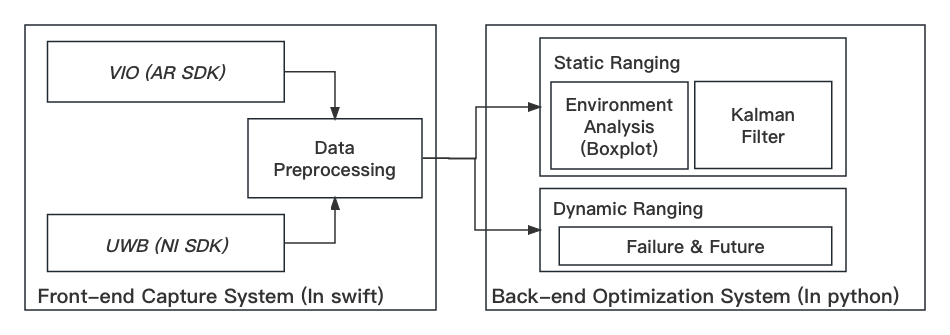 VIO (AR SDK)
Data
Preprocessing
UWB (NI SDK)
Front-end Capture System (In swift)
Static Ranging
Environment
Analysis
(Boxplot)
Kalman
Filter
Dynamic Ranging
Failure & Future
Back-end Optimization System (In python)